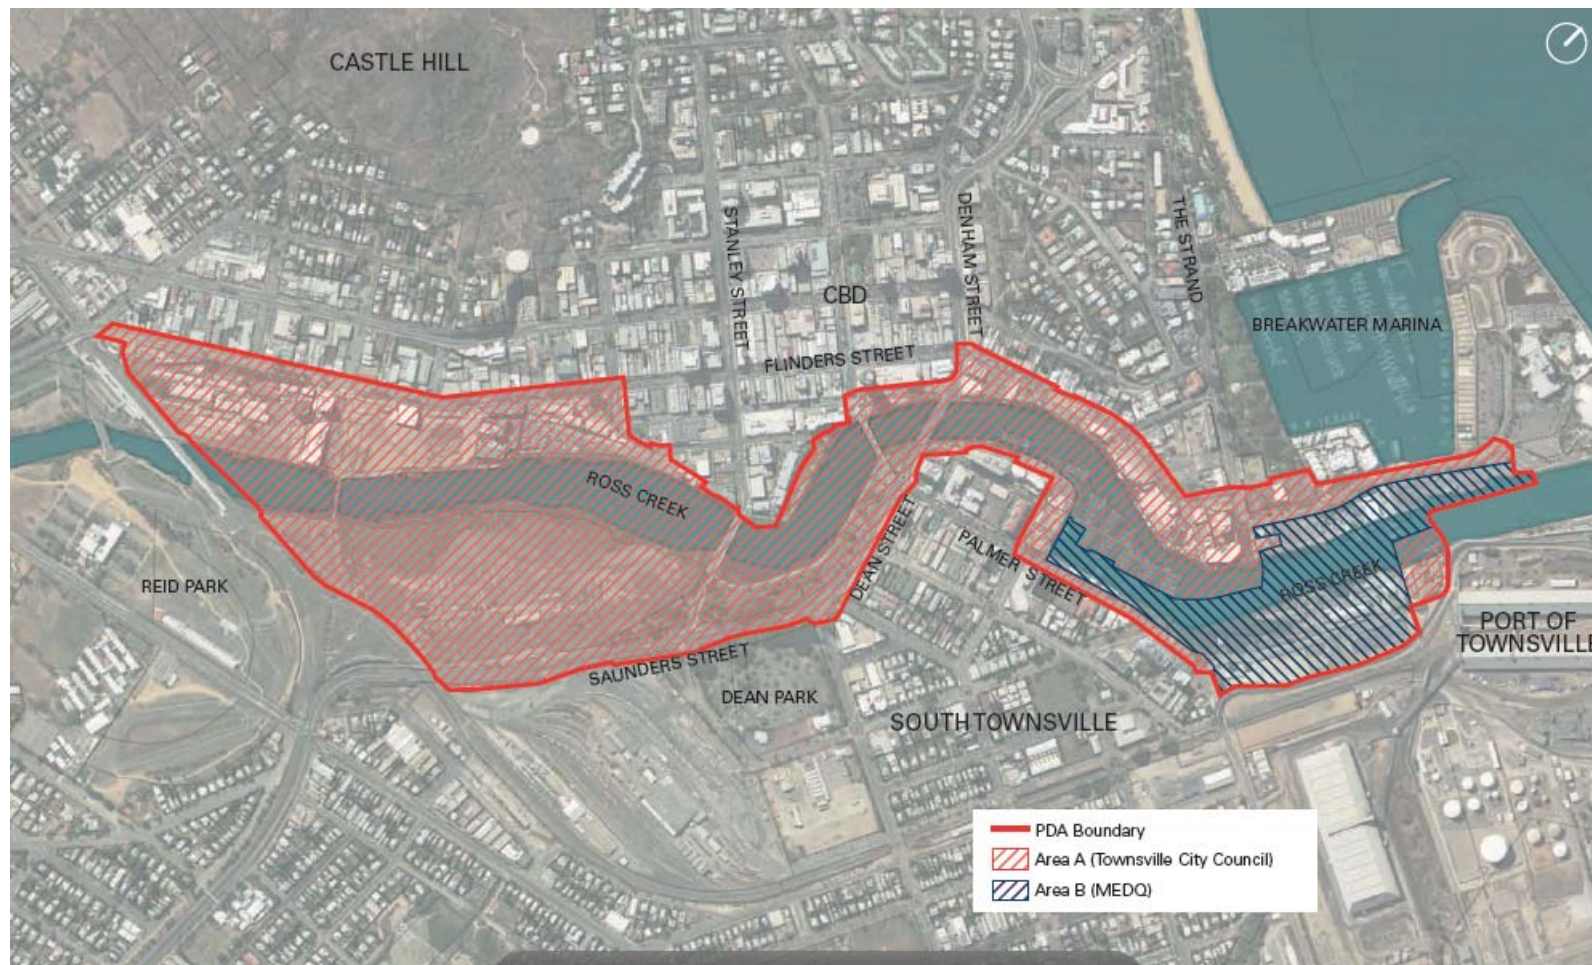 CASTLE HILL
STANLEY STREET
DENHAM STREET
THE STRAND
CBD
FLINDERS STREET
BREAKWATER MARINA
ROSS CREEK
DEAN STREET
PALMER STREET
ROSS CREEK
REID PARK
PORT OF
TOWNSVILLE
SAUNDERS STREET
DEAN PARK
SOUTH TOWNSVILLE
PDA Boundary
Area A (Townsville City Council)
Area B (MEDQ)